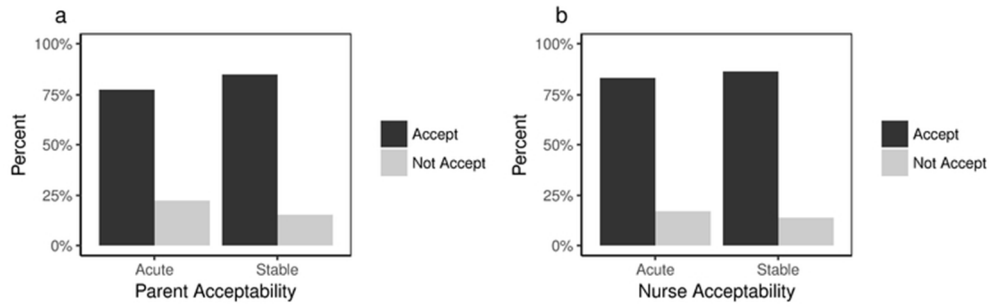 a
100%
75%
50%
25%
0%
Percent
Acute Stable
Parent Acceptability
Accept
Not Accept
b
100%
75%
50%
25%
0%
Percent
Acute Stable
Nurse Acceptability
Accept
Not Accept